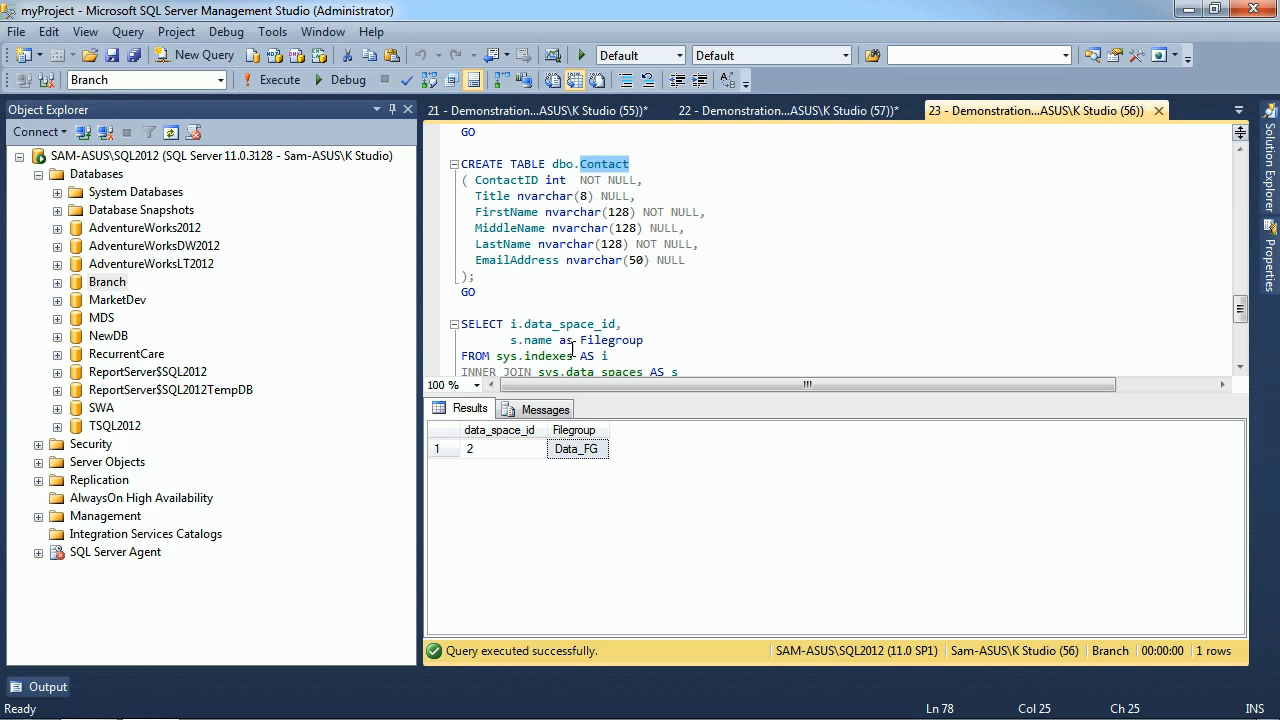 myProject - Microsoft SQL Server Management Studio (Administrator)
File Edit View Query Project Debug Tools Window Help
New Query Default Default
Branch Execute Debug
Object Explorer
Connect
SAM-ASUS\SQL2012 (SQL Server 11.0.3128 - Sam-ASUS\K Studio)
Databases
System Databases
Database Snapshots
AdventureWorks2012
AdventureWorksDW2012
AdventureWorksLT2012
Branch
MarketDev
MDS
NewDB
RecurrentCare
ReportServer$SQL2012
ReportServer$SQL2012TempDB
SWA
TSQL2012
Security
Server Objects
Replication
AlwaysOn High Availability
Management
Integration Services Catalogs
SQL Server Agent
21 - Demonstration...ASUS\K Studio (55))* 22 - Demonstration...ASUS\K Studio (57))* 23 - Demonstration...ASUS\K Studio (56))
GO
CREATE TABLE dbo.Contact
( ContactID int NOT NULL,
Title nvarchar(8) NULL,
FirstName nvarchar(128) NOT NULL,
MiddleName nvarchar(128) NULL,
LastName nvarchar(128) NOT NULL,
EmailAddress nvarchar(50) NULL
);
GO
SELECT i.data_space_id,
s.name as Filegroup
FROM sys.indexes AS i
INNER JOIN sys.data_spaces AS s
100 %
Results Messages
data_space_id Filegroup
1 2 Data_FG
Query executed successfully. SAM-ASUS\SQL2012 (11.0 SP1) Sam-ASUS\K Studio (56) Branch 00:00:00 1 rows
Solution Explorer
Properties
Output
Ready Ln 78 Col 25 Ch 25 INS